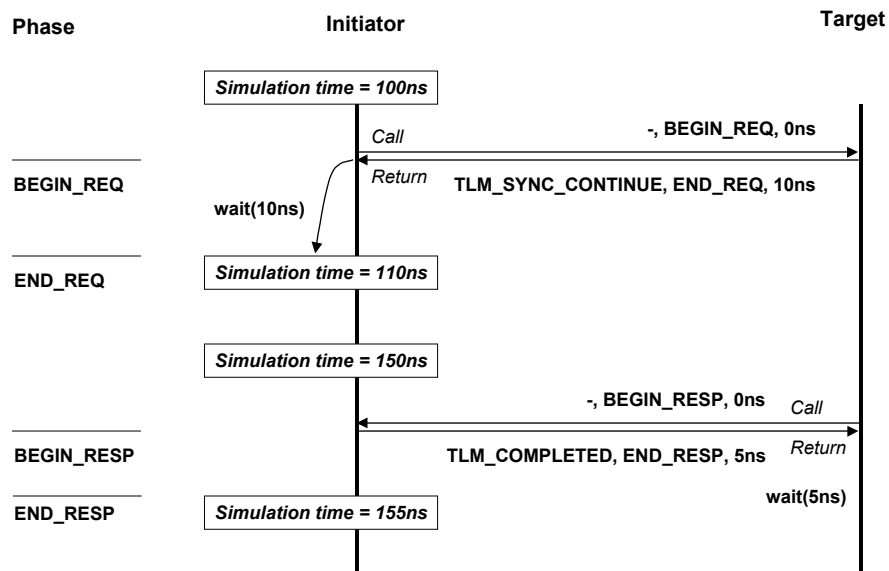 Phase Initiator Target
Simulation time = 100ns
-, BEGIN_REQ, 0ns
Call
BEGIN_REQ
Return TLM_SYNC_CONTINUE, END_REQ, 10ns
wait(10ns)
END_REQ
Simulation time = 110ns
Simulation time = 150ns
-, BEGIN_RESP, 0ns Call
BEGIN_RESP
TLM_COMPLETED, END_RESP, 5ns Return
END_RESP
Simulation time = 155ns
wait(5ns)